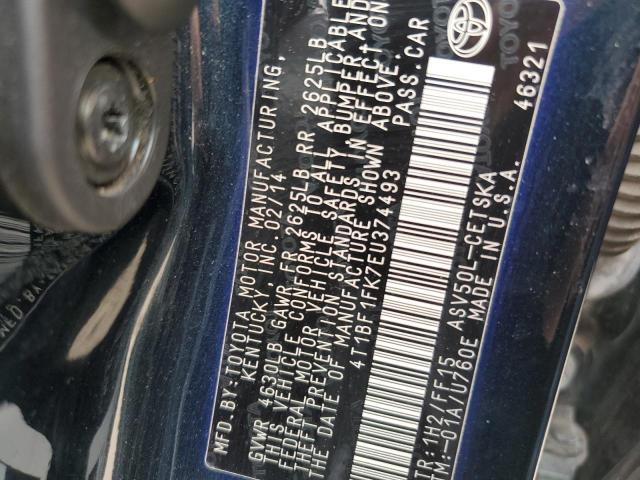 MFD BY:TOYOTA MOTOR MANUFACTURING,
KENTUCKY, INC. 02/14
GVWR 4630LB GAWR FR 2625LB RR 2625LB
THIS VEHICLE CONFORMS TO ALL APPLICABLE
FEDERAL MOTOR VEHICLE SAFETY AND
THEFT PREVENTION STANDARDS IN EFFECT ON
THE DATE OF MANUFACTURE SHOWN ABOVE.
4T1BF1FK7EU374493 PASS.CAR
TR:1H2/FF15 ASV50L-CETSKA
TM:-01A/U760E MADE IN U.S.A.
46321
TOYOTA